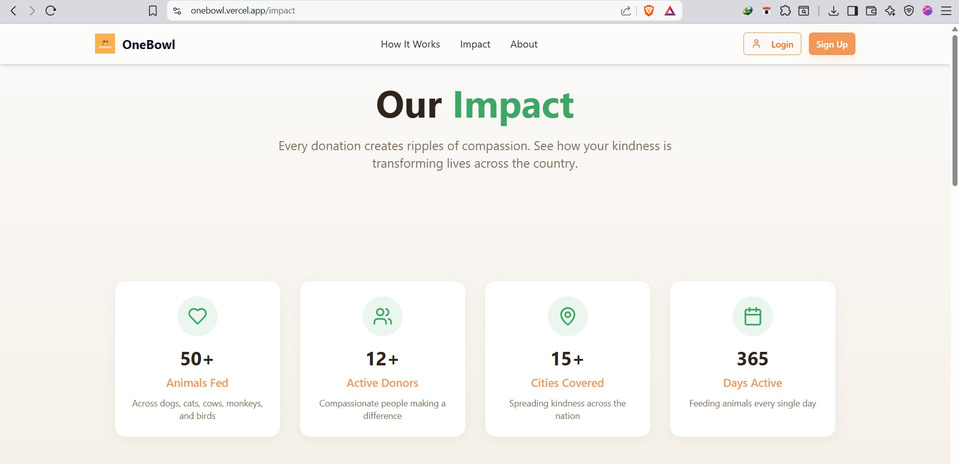 onebowl.vercel.app/impact
OneBowl
How It Works
Impact
About
Login
Sign Up
Our Impact
Every donation creates ripples of compassion. See how your kindness is
transforming lives across the country.
50+
Animals Fed
Across dogs, cats, cows, monkeys,
and birds
12+
Active Donors
Compassionate people making a
difference
15+
Cities Covered
Spreading kindness across the
nation
365
Days Active
Feeding animals every single day